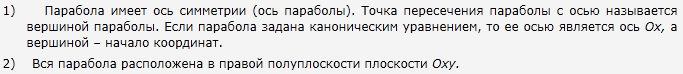 1) Парабола имеет ось симметрии (ось параболы). Точка пересечения параболы с осью называется
вершиной параболы. Если парабола задана каноническим уравнением, то ее осью является ось Ox, а
вершиной – начало координат.
2) Вся парабола расположена в правой полуплоскости плоскости Oxy.